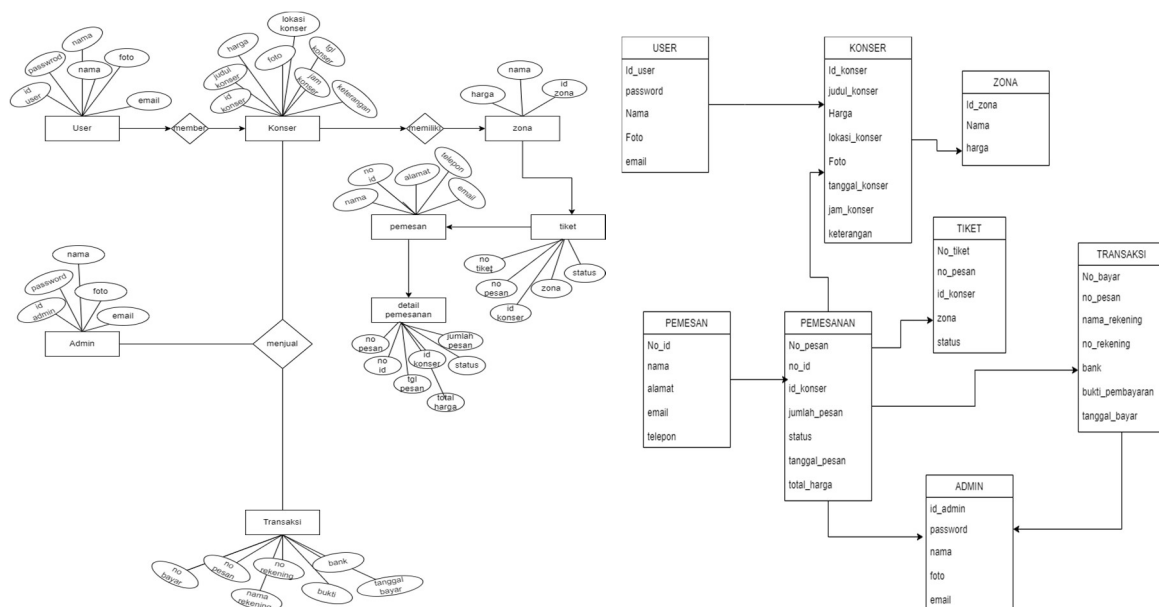 id
user
passwrod
nama
nama
foto
email
User
member
judul
konser
id
konser
harga
foto
lokasi
konser
tgl
konser
jam
konser
keterangan
Konser
memiliki
harga
nama
id
zona
zona
nama
no
id
alamat
telepon
email
pemesan
tiket
no
tiket
no
pesan
id
konser
zona
status
detail
pemesanan
no
pesan
no
id
tgl
pesan
id
konser
total
harga
jumlah
pesan
status
id
admin
password
nama
foto
email
Admin
menjual
Transaksi
no
bayar
no
pesan
nama
rekening
no
rekening
bukti
bank
tanggal
bayar
USER
Id_user
password
Nama
Foto
email
KONSER
Id_konser
judul_konser
Harga
lokasi_konser
Foto
tanggal_konser
jam_konser
keterangan
ZONA
Id_zona
Nama
harga
TIKET
No_tiket
no_pesan
id_konser
zona
status
TRANSAKSI
No_bayar
no_pesan
nama_rekening
no_rekening
bank
bukti_pembayaran
tanggal_bayar
PEMESAN
No_id
nama
alamat
email
telepon
PEMESANAN
No_pesan
no_id
id_konser
jumlah_pesan
status
tanggal_pesan
total_harga
ADMIN
id_admin
password
nama
foto
email